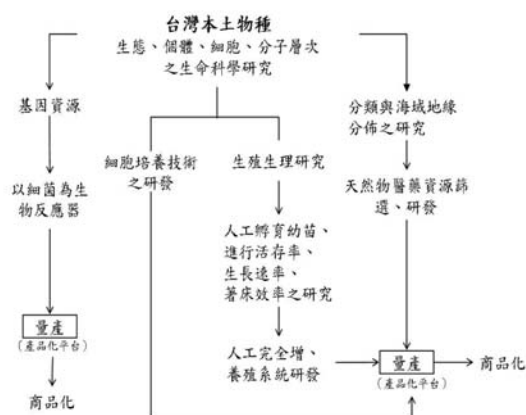 台灣本土物種
生態、個體、細胞、分子層次
之生命科學研究
基因資源
以細菌為生
物反應器
量產
(產品化平台)
商品化
細胞培養技術
之研發
生殖生理研究
人工孵育幼苗、
進行活存率、
生長速率、
著床效率之研究
人工完全增、
養殖系統研發
分類與海域地緣
分佈之研究
天然物醫藥資源篩
選、研發
量產
(產品化平台)
商品化